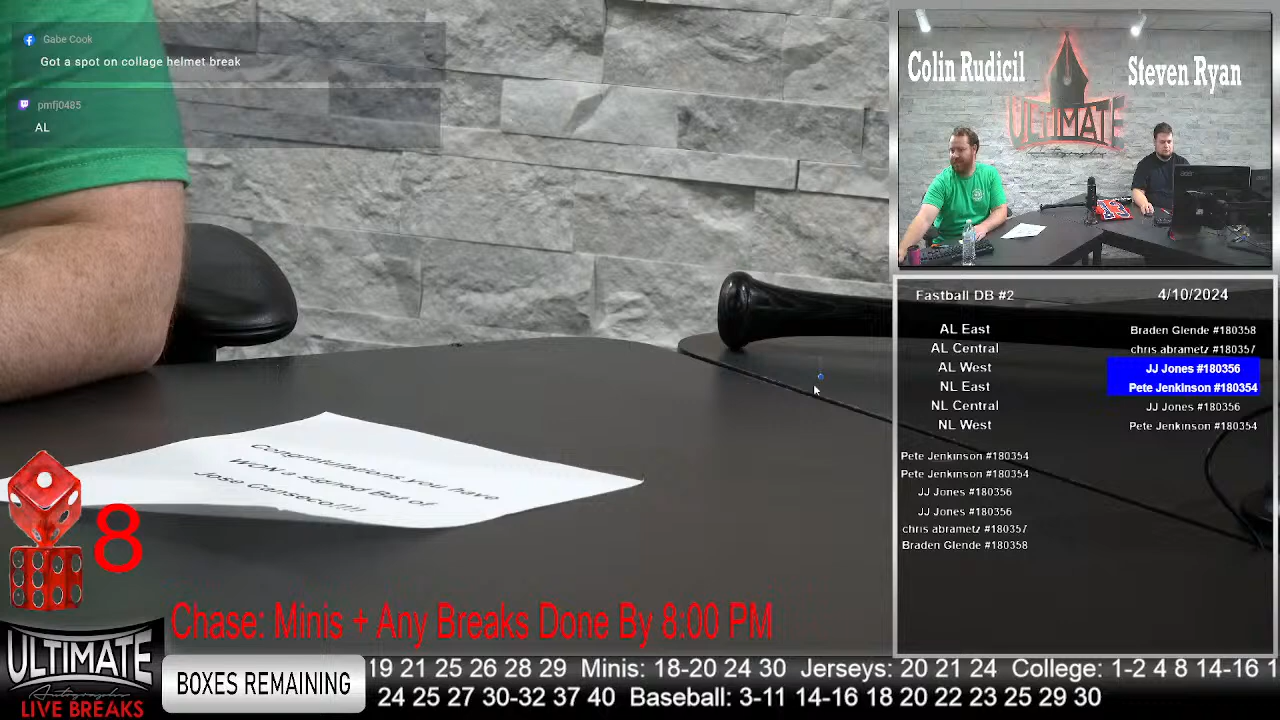 Gabe Cook
Got a spot on collage helmet break
pmfj0485
AL
Colin Rudicil
Steven Ryan
ULTIMATE
Fastball DB #2 4/10/2024
AL East Braden Glende #180358
AL Central chris abrametz #180357
AL West JJ Jones #180356
NL East Pete Jenkinson #180354
NL Central JJ Jones #180356
NL West Pete Jenkinson #180354
Pete Jenkinson #180354
Pete Jenkinson #180354
JJ Jones #180356
JJ Jones #180356
chris abrametz #180357
Braden Glende #180358
Congratulations you have
WON a signed Bat of
Jose Canseco!!!!
8
Chase: Minis + Any Breaks Done By 8:00 PM
ULTIMATE
Autographs
LIVE BREAKS
BOXES REMAINING
19 21 25 26 28 29 Minis: 18-20 24 30 Jerseys: 20 21 24 College: 1-2 4 8 14-16 1
24 25 27 30-32 37 40 Baseball: 3-11 14-16 18 20 22 23 25 29 30